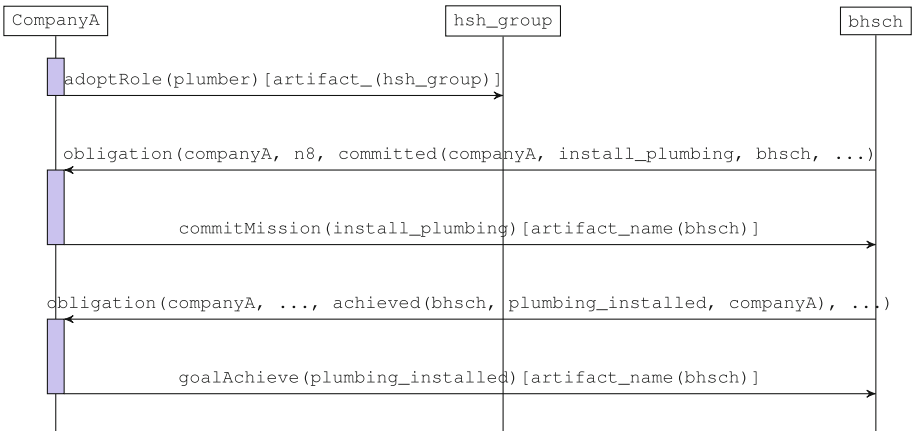 CompanyA hsh_group bhsch
adoptRole(plumber)[artifact_(hsh_group)]
obligation(companyA, n8, committed(companyA, install_plumbing, bhsch, ...)
commitMission(install_plumbing)[artifact_name(bhsch)]
obligation(companyA, ..., achieved(bhsch, plumbing_installed, companyA), ...)
goalAchieve(plumbing_installed)[artifact_name(bhsch)]